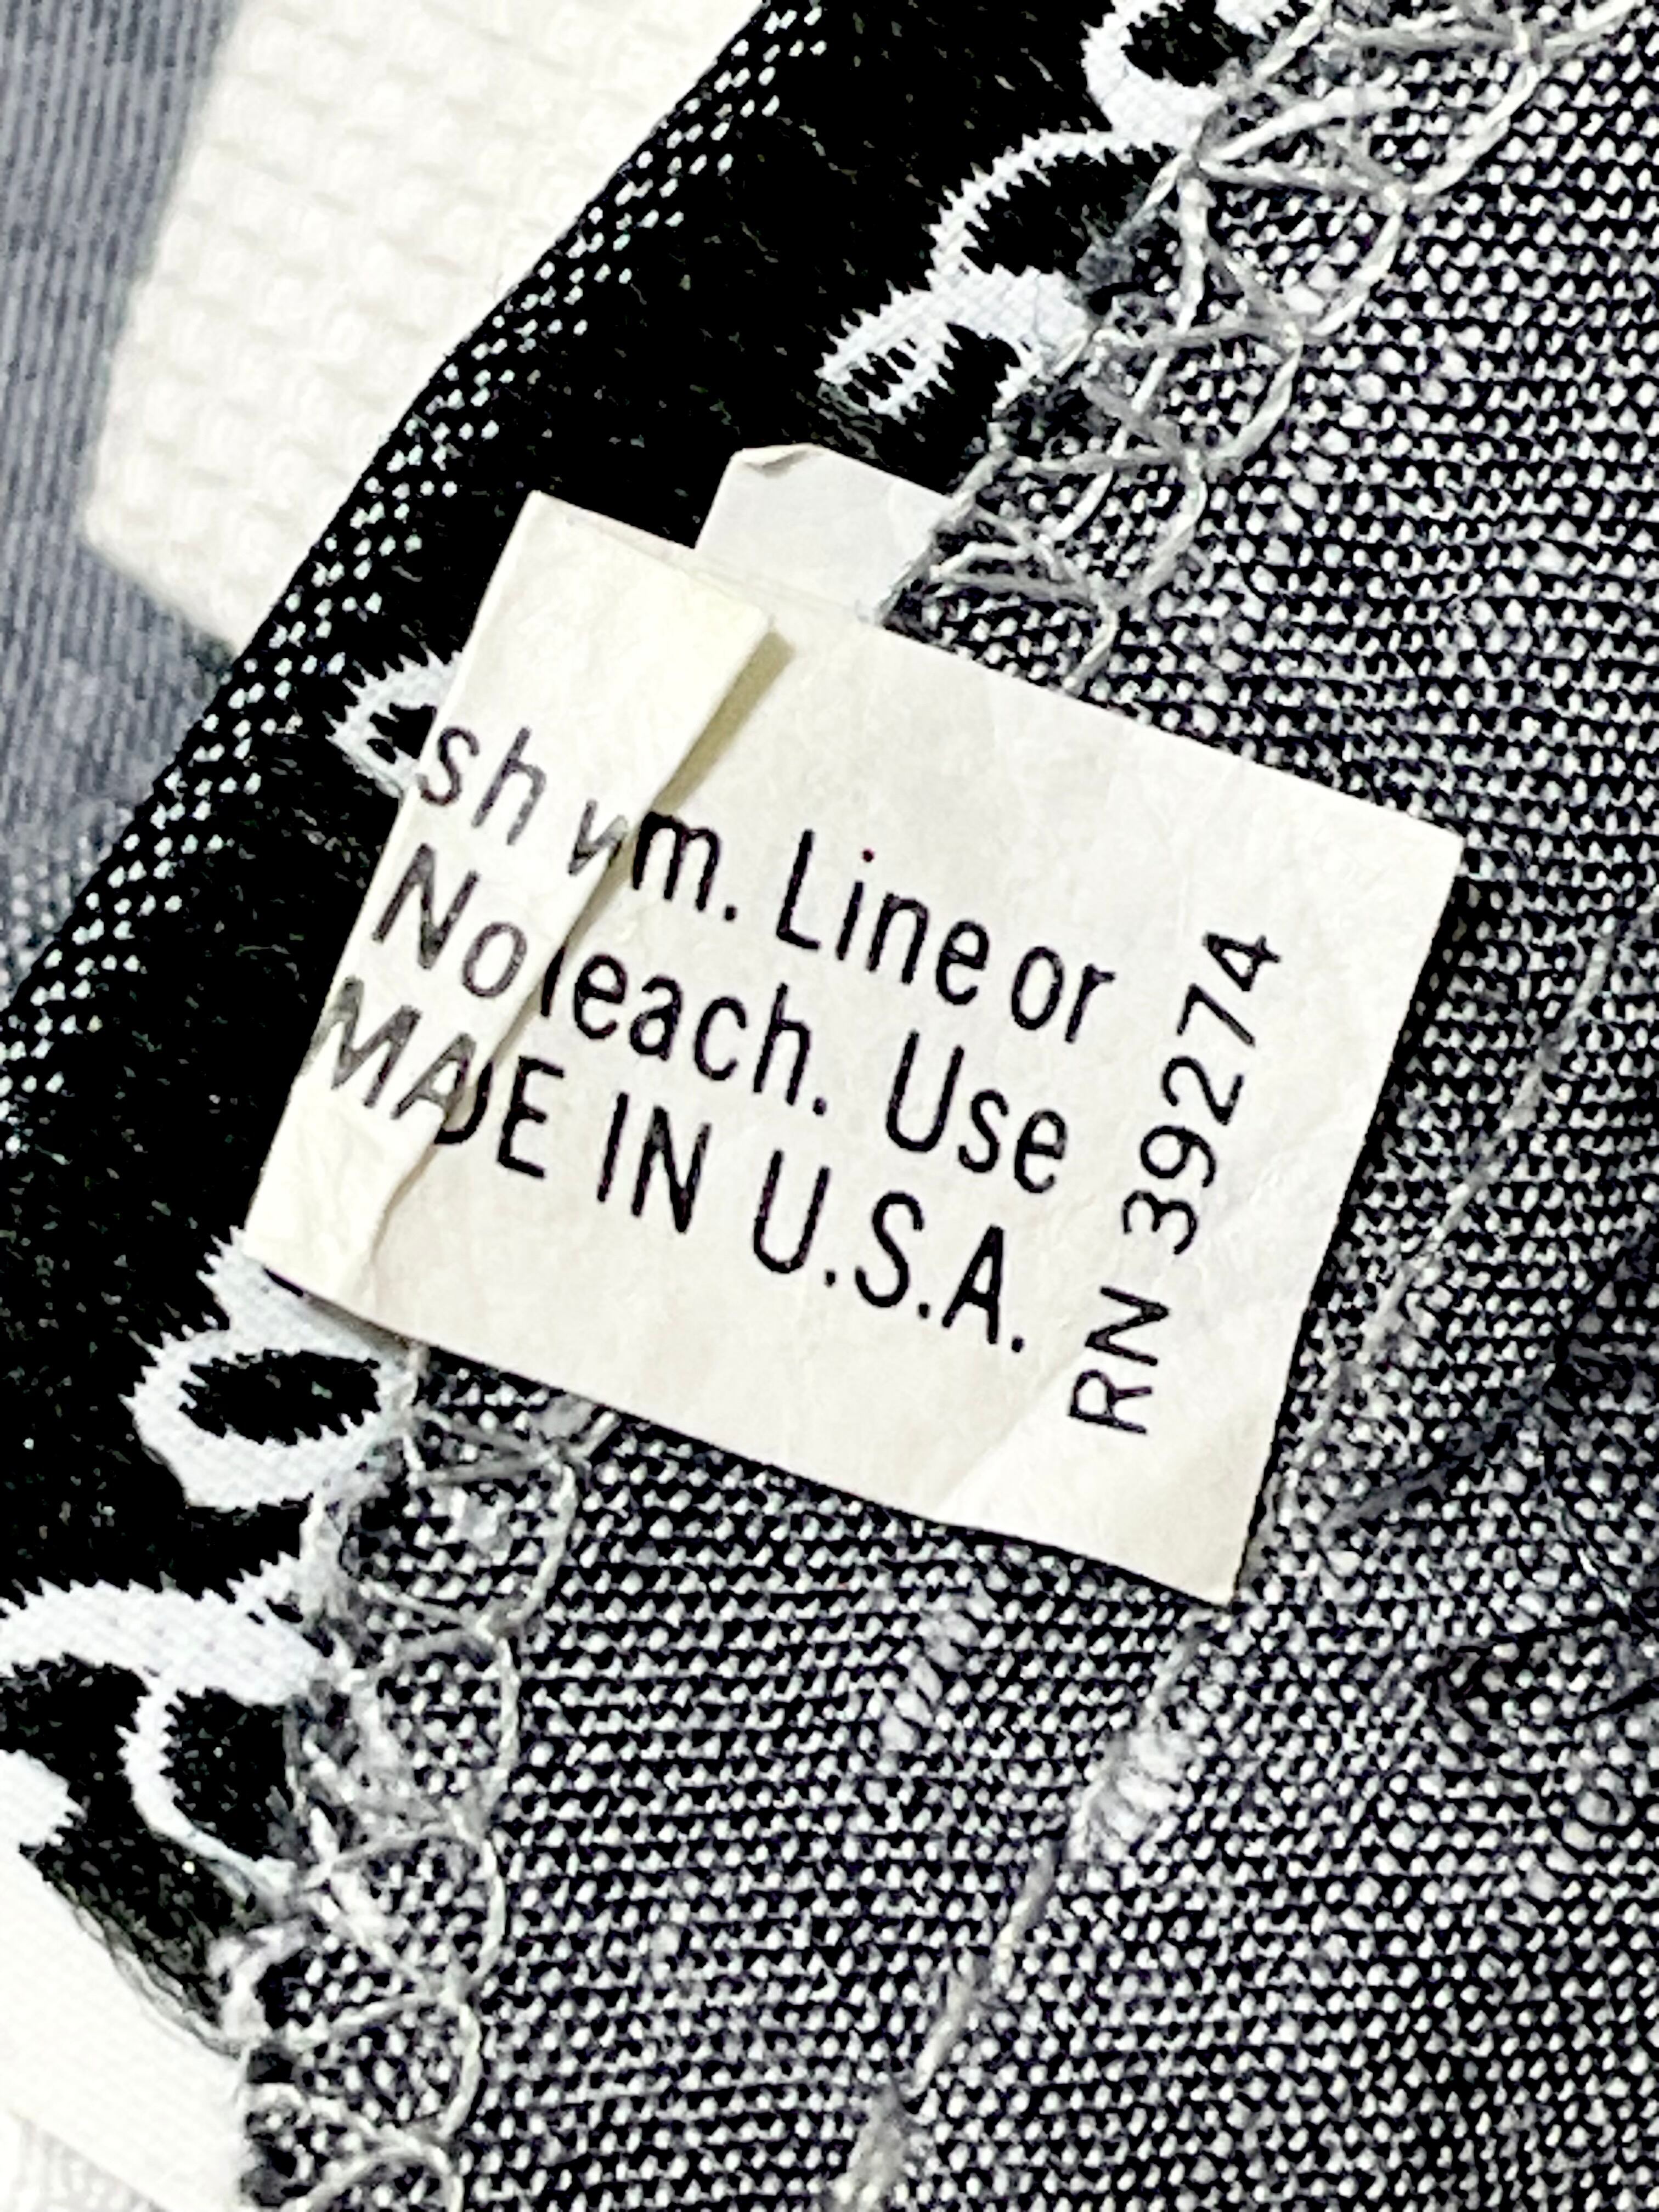 sh wm. Line or
No leach. Use
MADE IN U.S.A.
RN 39274